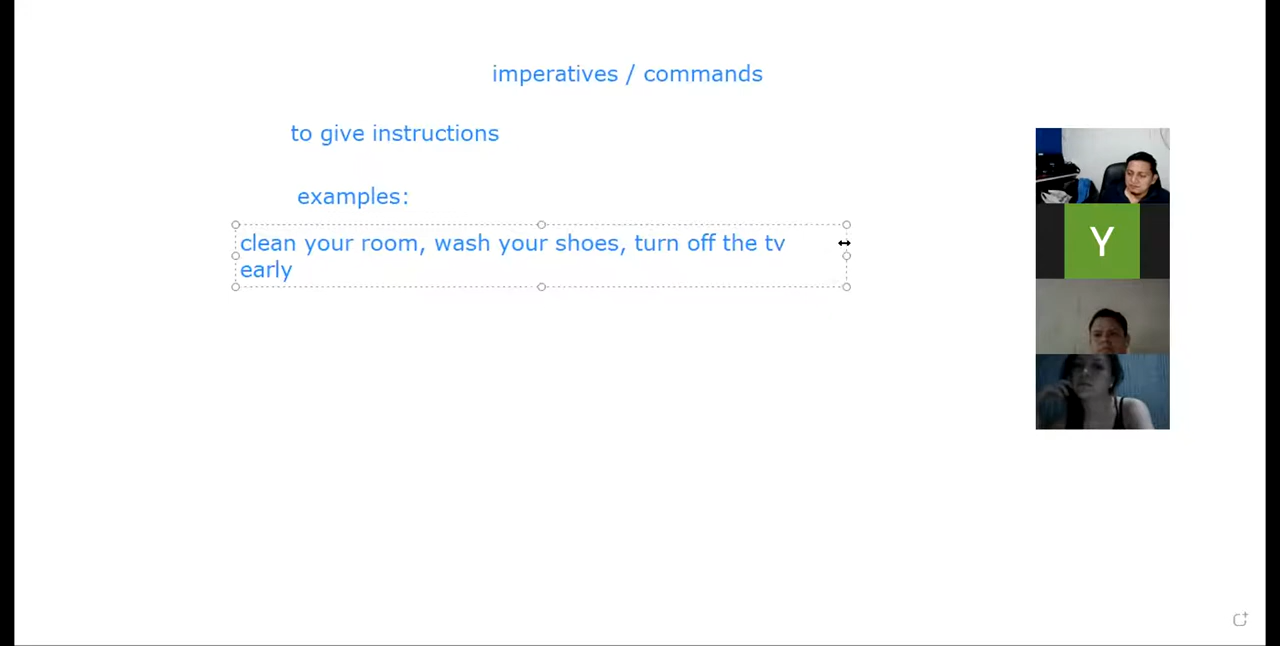 imperatives / commands
to give instructions
examples:
clean your room, wash your shoes, turn off the tv
early
Y